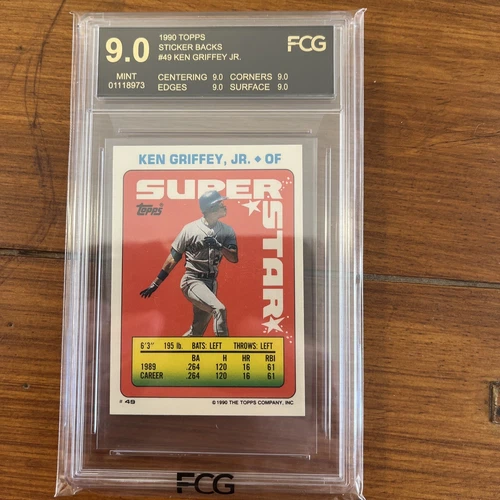 9.0
MINT
01118973
1990 TOPPS
STICKER BACKS
#49 KEN GRIFFEY JR.
CENTERING 9.0 CORNERS 9.0
EDGES 9.0 SURFACE 9.0
FCG
KEN GRIFFEY, JR. ◆ OF
SUPER
STAR
Topps
6'3" 195 lb. BATS: LEFT THROWS: LEFT
BA H HR RBI
1989 .264 120 16 61
CAREER .264 120 16 61
# 49 © 1990 THE TOPPS COMPANY, INC
FCG